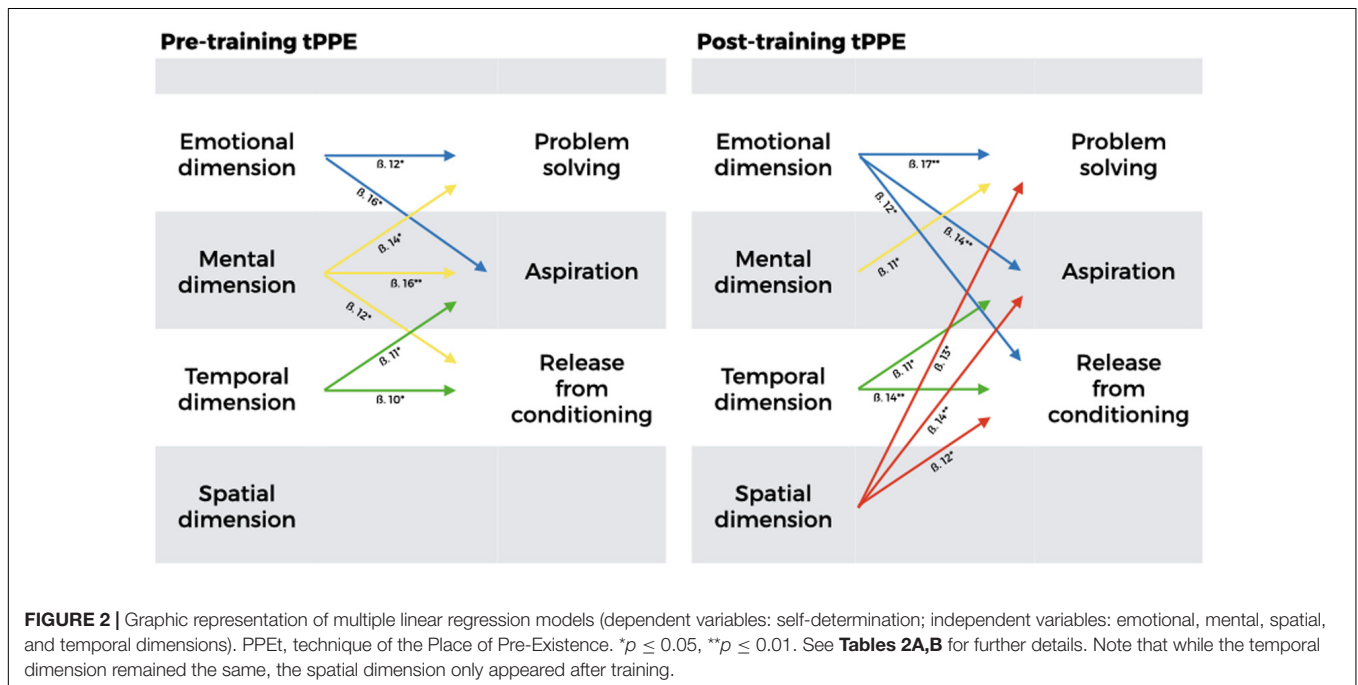 Pre-training tPPE
Emotional
dimension
Problem
solving
ß. 12*
ß. 16*
Mental
dimension
Aspiration
ß. 14*
ß. 16**
ß. 12*
Temporal
dimension
Release
from
conditioning
ß. 11*
ß. 10*
Spatial
dimension
Post-training tPPE
Emotional
dimension
Problem
solving
ß. 17**
ß. 12*
ß. 14**
Mental
dimension
Aspiration
ß. 11*
Temporal
dimension
Release
from
conditioning
ß. 11*
ß. 14**
ß. 13*
ß. 14**
ß. 12*
Spatial
dimension
FIGURE 2 | Graphic representation of multiple linear regression models (dependent variables: self-determination; independent variables: emotional, mental, spatial,
and temporal dimensions). PPEt, technique of the Place of Pre-Existence. *p ≤ 0.05, **p ≤ 0.01. See Tables 2A,B for further details. Note that while the temporal
dimension remained the same, the spatial dimension only appeared after training.